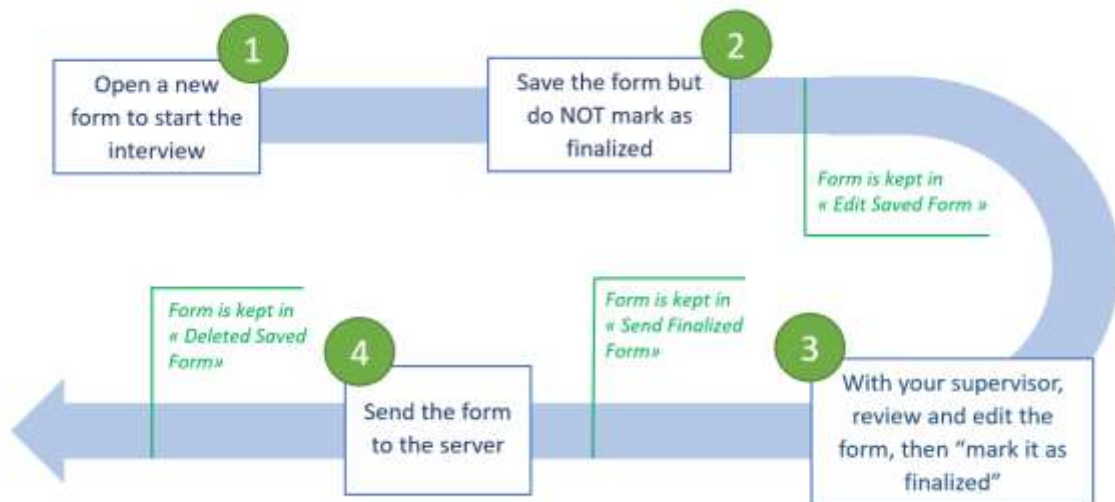 1
Open a new
form to start the
interview
2
Save the form but
do NOT mark as
finalized
Form is kept in
« Edit Saved Form »
3
With your supervisor,
review and edit the
form, then “mark it as
finalized”
Form is kept in
« Send Finalized
Form»
4
Send the form
to the server
Form is kept in
« Deleted Saved
Form»